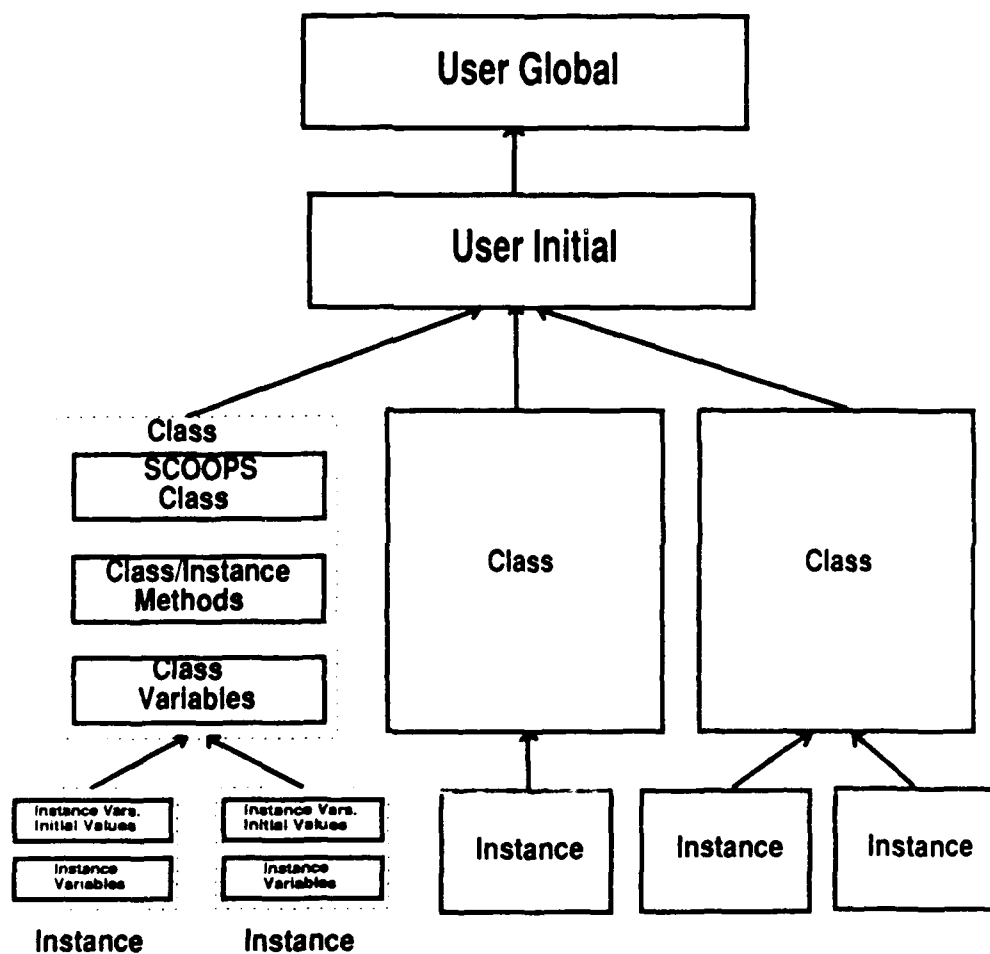 User Global
User Initial
Class
SCOOPS
Class
Class/Instance
Methods
Class
Variables
Class
Class
Instance Vars.
Initial Values
Instance
Variables
Instance
Instance Vars.
Initial Values
Instance
Variables
Instance
Instance
Instance
Instance